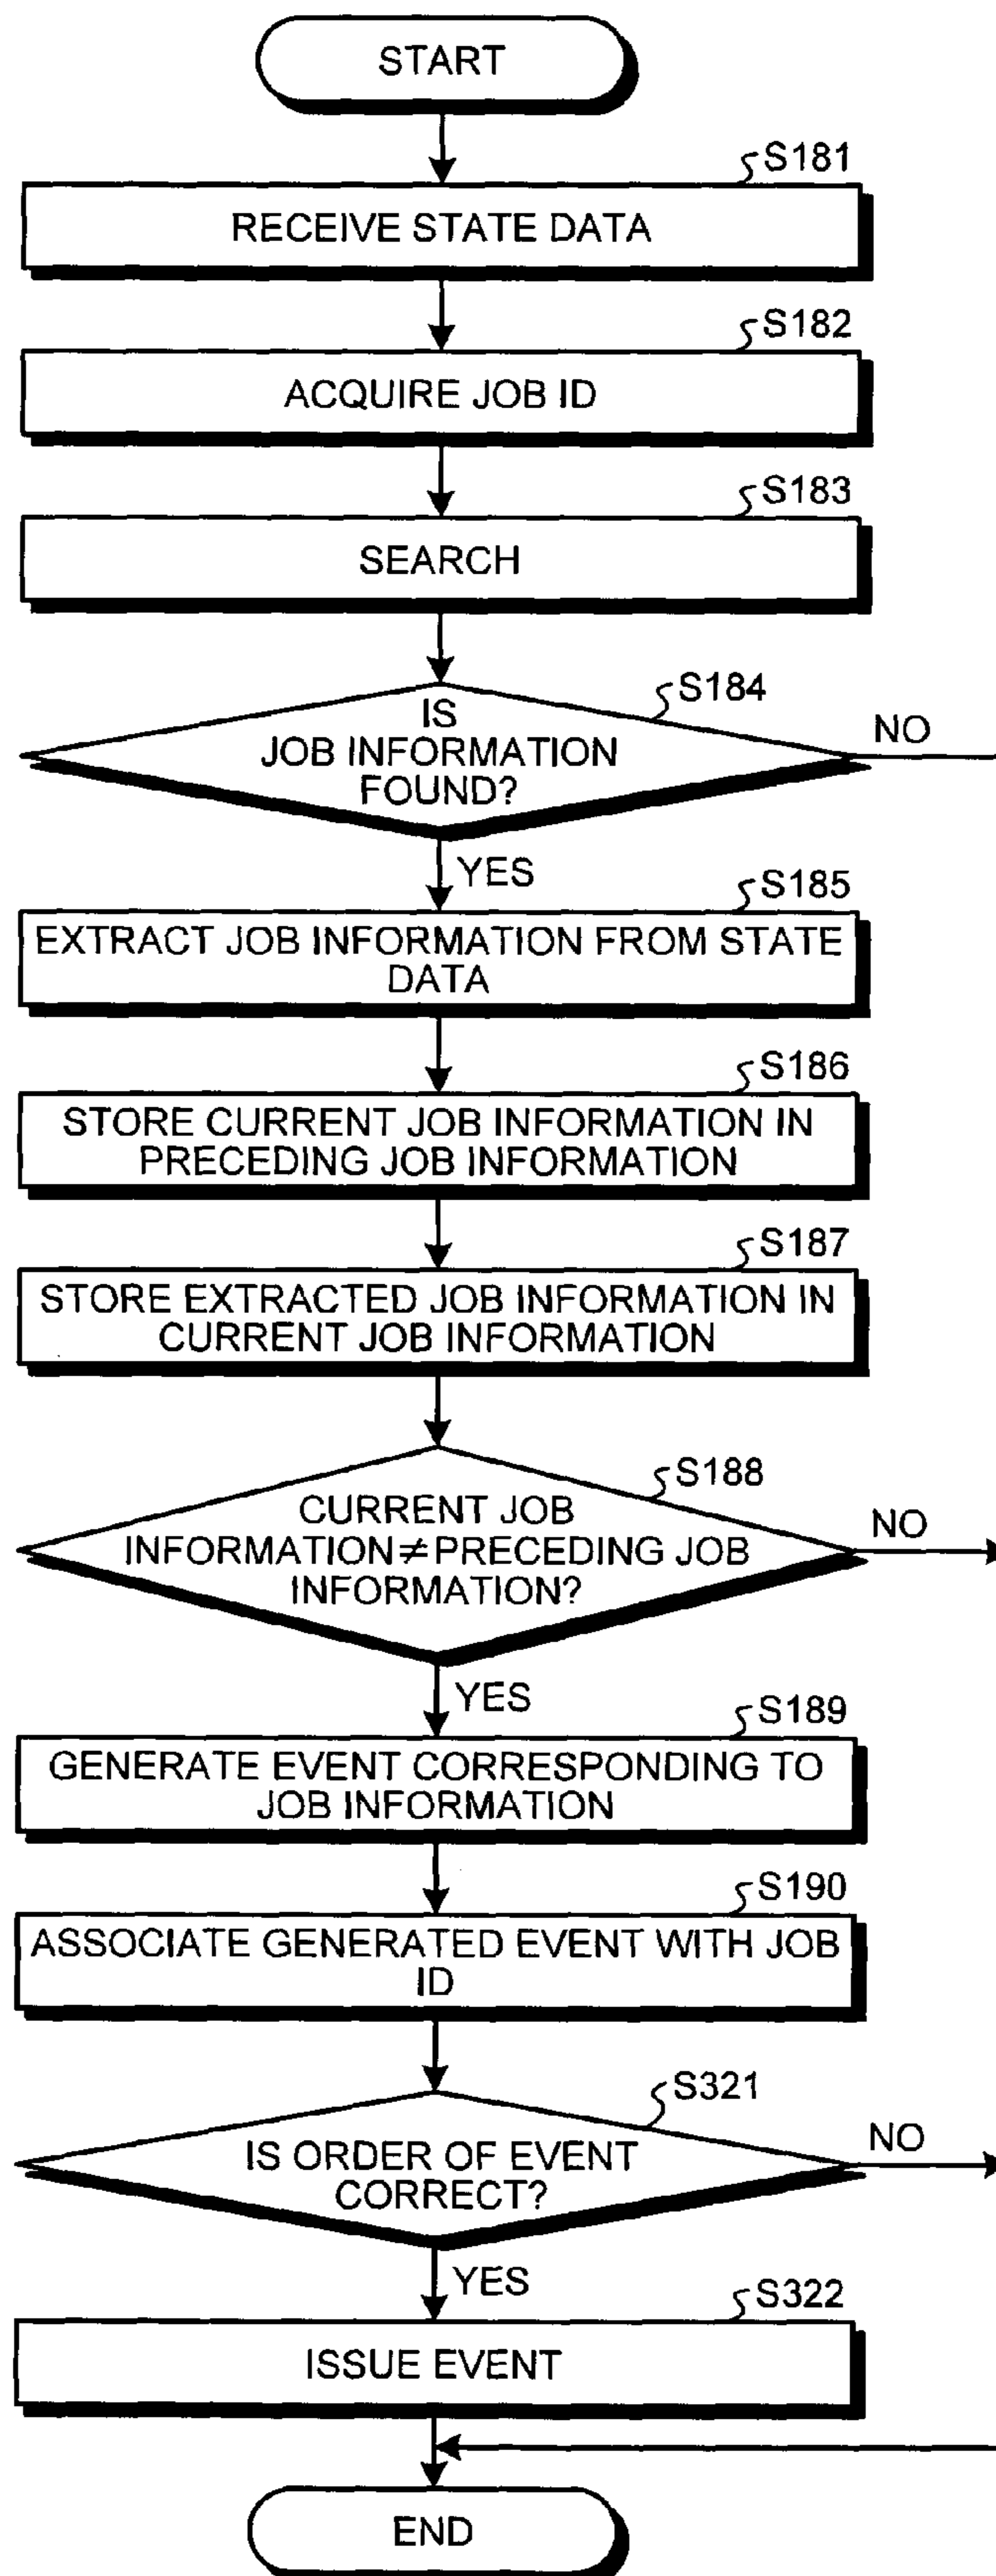 START
S181
RECEIVE STATE DATA
S182
ACQUIRE JOB ID
S183
SEARCH
S184
IS
JOB INFORMATION
FOUND?
NO
YES
S185
EXTRACT JOB INFORMATION FROM STATE
DATA
S186
STORE CURRENT JOB INFORMATION IN
PRECEDING JOB INFORMATION
S187
STORE EXTRACTED JOB INFORMATION IN
CURRENT JOB INFORMATION
S188
CURRENT JOB
INFORMATION≠PRECEDING JOB
INFORMATION?
NO
YES
S189
GENERATE EVENT CORRESPONDING TO
JOB INFORMATION
S190
ASSOCIATE GENERATED EVENT WITH JOB
ID
S321
IS ORDER OF EVENT
CORRECT?
NO
YES
S322
ISSUE EVENT
END